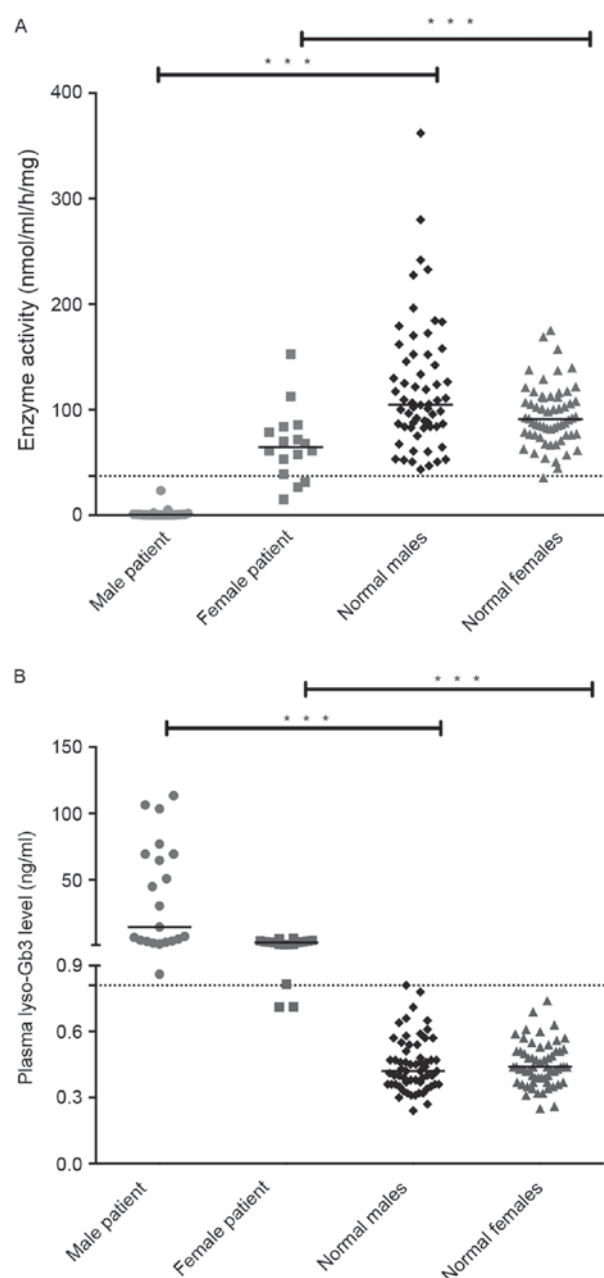 A
* * *
* * *
400
300
200
100
0
Enzyme activity (nmol/ml/h/mg)
Male patient
Female patient
Normal males
Normal females
B
* * *
* * *
150
100
50
0.9
0.6
0.3
0.0
Plasma lyso-Gb3 level (ng/ml)
Male patient
Female patient
Normal males
Normal females